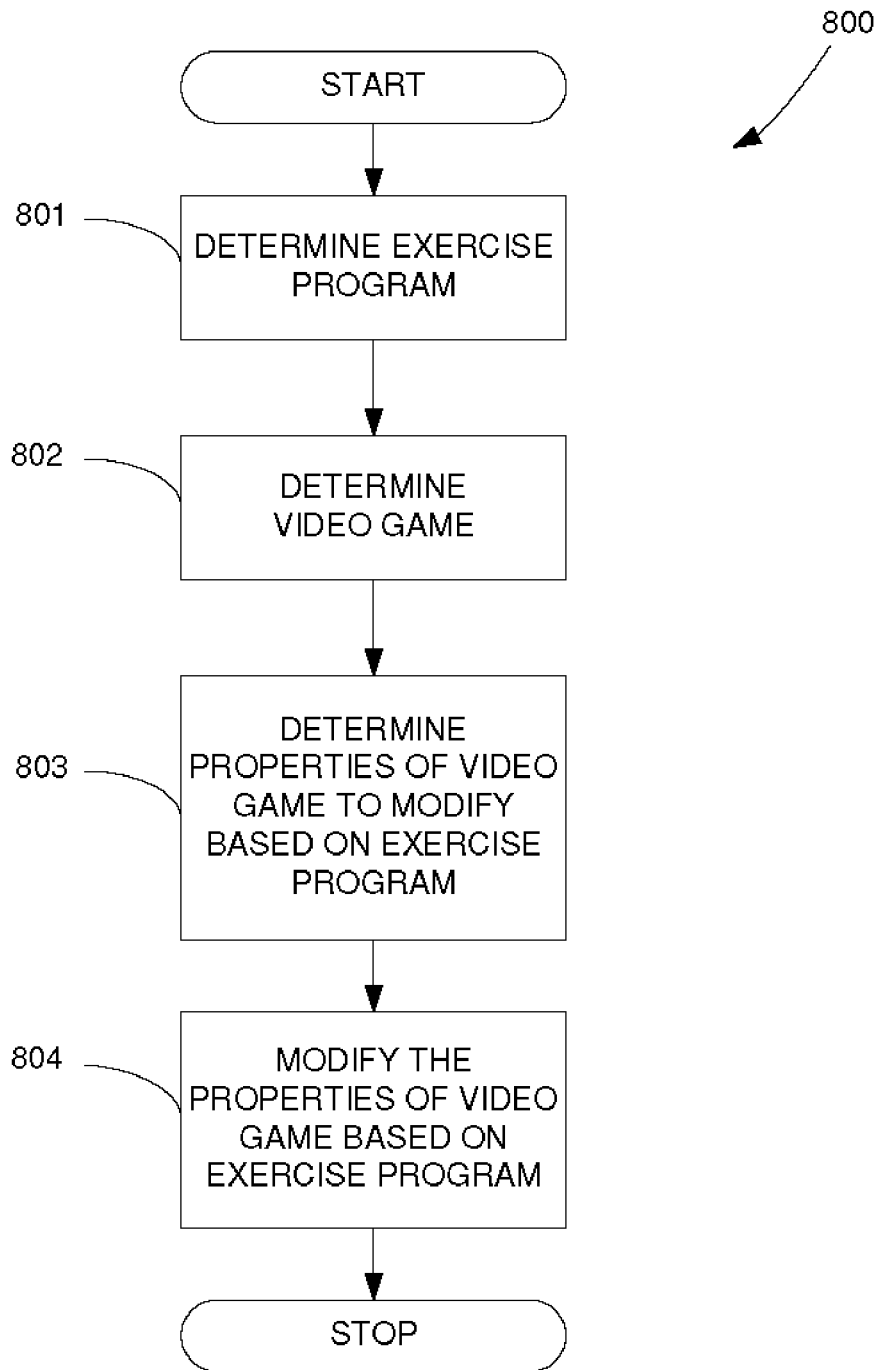 800
START
801
DETERMINE EXERCISE
PROGRAM
802
DETERMINE
VIDEO GAME
803
DETERMINE
PROPERTIES OF VIDEO
GAME TO MODIFY
BASED ON EXERCISE
PROGRAM
804
MODIFY THE
PROPERTIES OF VIDEO
GAME BASED ON
EXERCISE PROGRAM
STOP